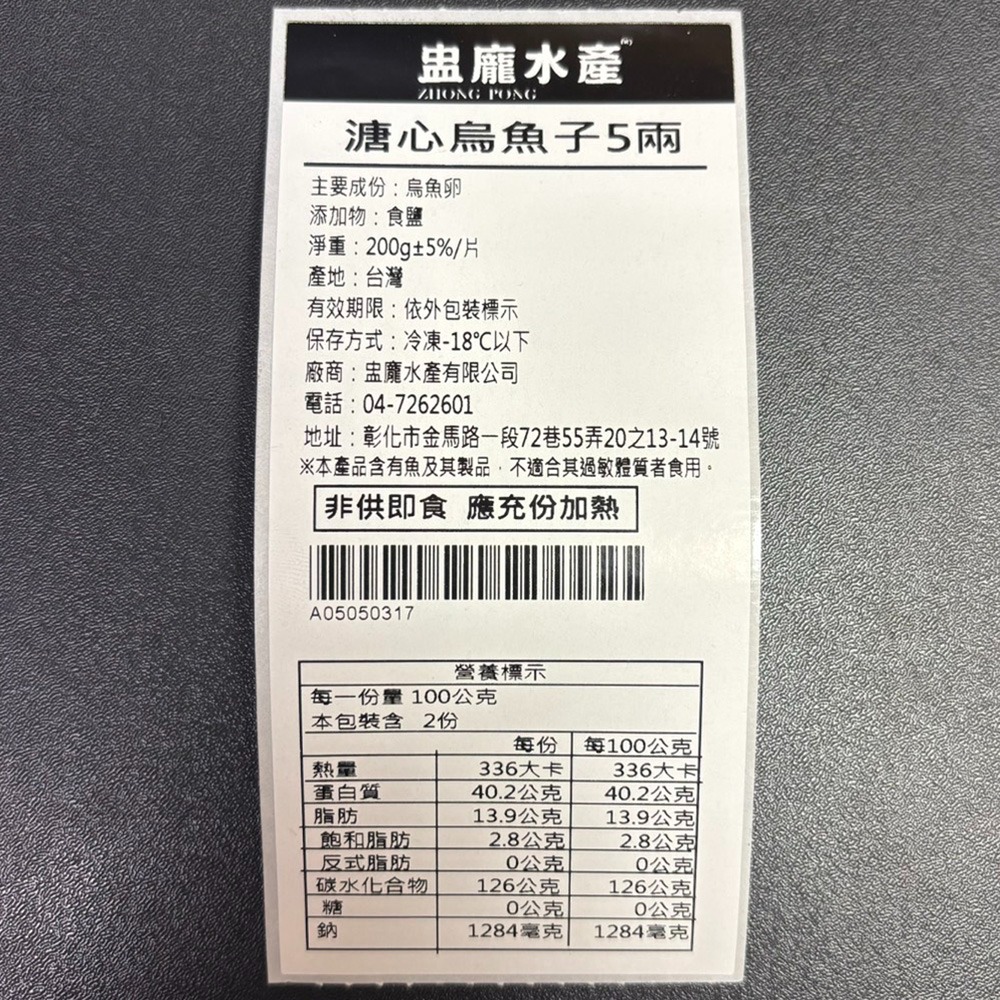 盅龐水產
ZHONG PONG
溏心烏魚子5兩
主要成份：烏魚卵
添加物：食鹽
淨重：200g±5%/片
產地：台灣
有效期限：依外包裝標示
保存方式：冷凍-18℃以下
廠商：盅龐水產有限公司
電話：04-7262601
地址：彰化市金馬路一段72巷55弄20之13-14號
※本產品含有魚及其製品，不適合其過敏體質者食用。
非供即食 應充份加熱
A05050317
營養標示
每一份量 100公克
本包裝含 2份
每份 每100公克
熱量 336大卡 336大卡
蛋白質 40.2公克 40.2公克
脂肪 13.9公克 13.9公克
飽和脂肪 2.8公克 2.8公克
反式脂肪 0公克 0公克
碳水化合物 126公克 126公克
糖 0公克 0公克
鈉 1284毫克 1284毫克